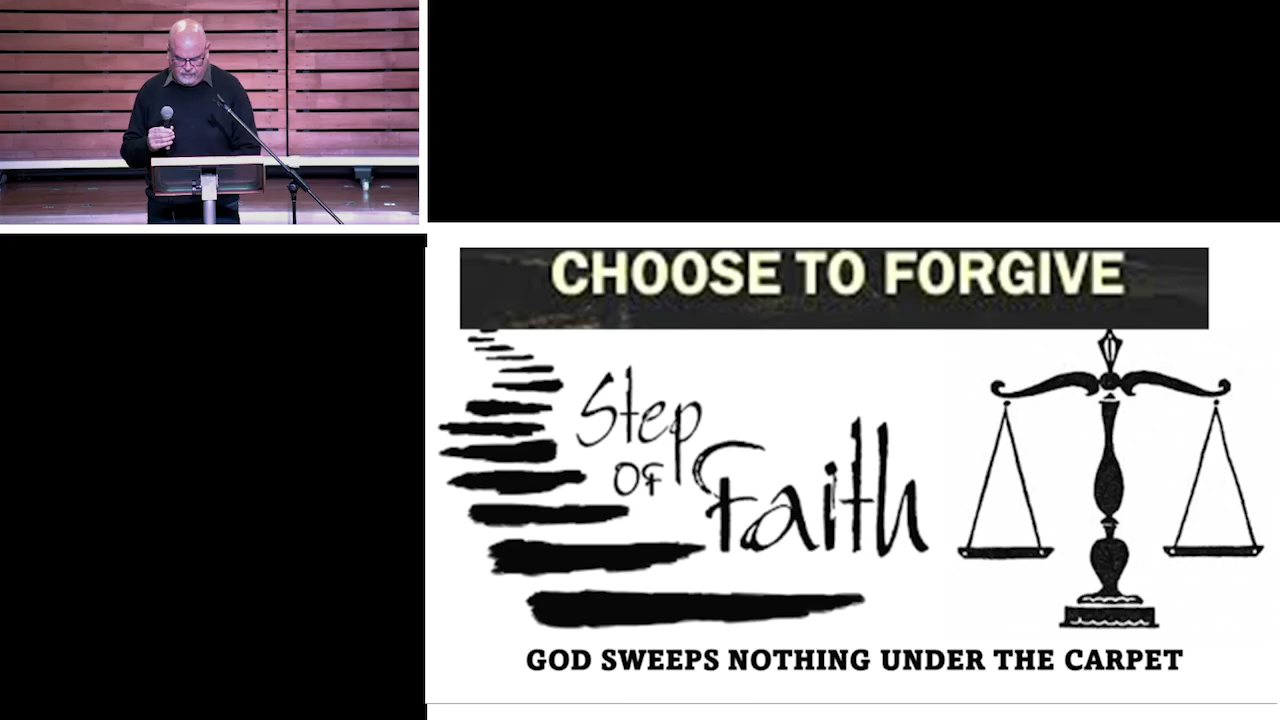 CHOOSE TO FORGIVE
Step
OF
Faith
GOD SWEEPS NOTHING UNDER THE CARPET